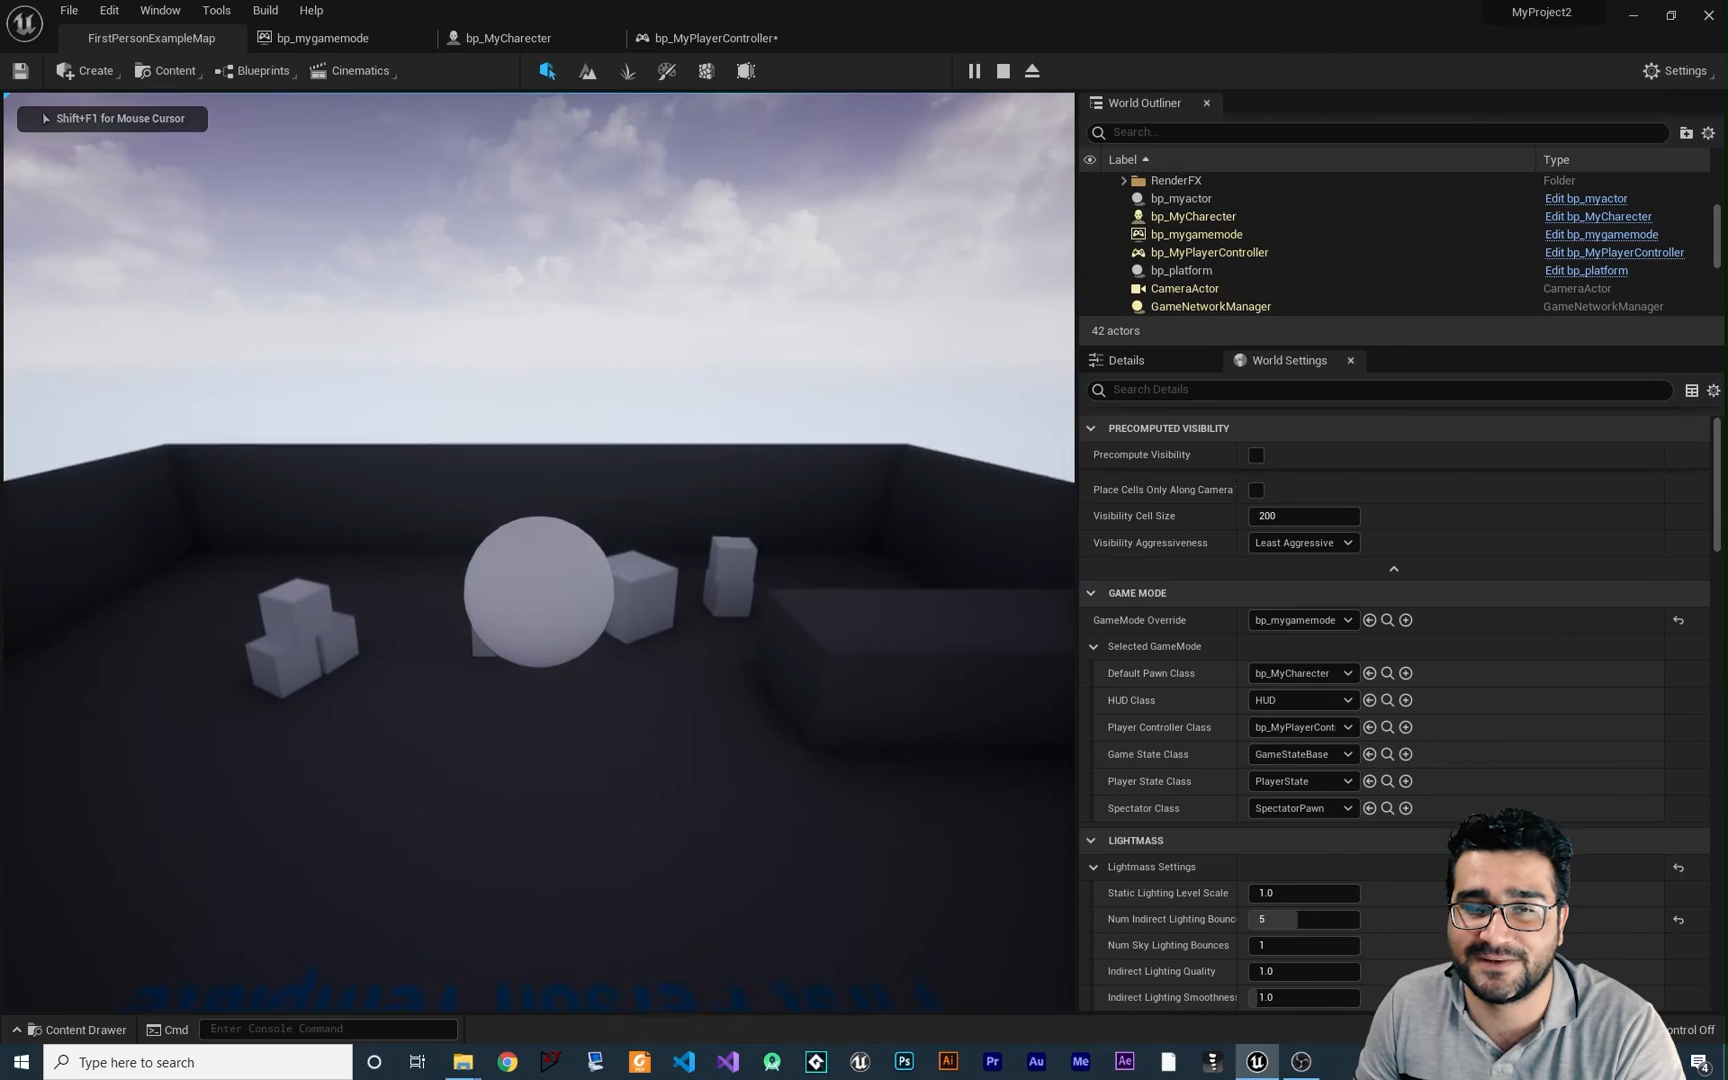 File Edit Window Tools Build Help
MyProject2
FirstPersonExampleMap bp_mygamemode bp_MyCharecter bp_MyPlayerController*
Create Content Blueprints Cinematics Settings
Shift+F1 for Mouse Cursor
World Outliner
Search...
Label Type
RenderFX Folder
bp_myactor Edit bp_myactor
bp_MyCharecter Edit bp_MyCharecter
bp_mygamemode Edit bp_mygamemode
bp_MyPlayerController Edit bp_MyPlayerController
bp_platform Edit bp_platform
CameraActor CameraActor
GameNetworkManager GameNetworkManager
42 actors
Details World Settings
Search Details
PRECOMPUTED VISIBILITY
Precompute Visibility
Place Cells Only Along Camera
Visibility Cell Size 200
Visibility Aggressiveness Least Aggressive
GAME MODE
GameMode Override bp_mygamemode
Selected GameMode
Default Pawn Class bp_MyCharecter
HUD Class HUD
Player Controller Class bp_MyPlayerCont
Game State Class GameStateBase
Player State Class PlayerState
Spectator Class SpectatorPawn
LIGHTMASS
Lightmass Settings
Static Lighting Level Scale 1.0
Num Indirect Lighting Bounc 5
Num Sky Lighting Bounces 1
Indirect Lighting Quality 1.0
Indirect Lighting Smoothness 1.0
Content Drawer Cmd Enter Console Command ontrol Off
Type here to search Ps Ai Pr Au Me Ae 4